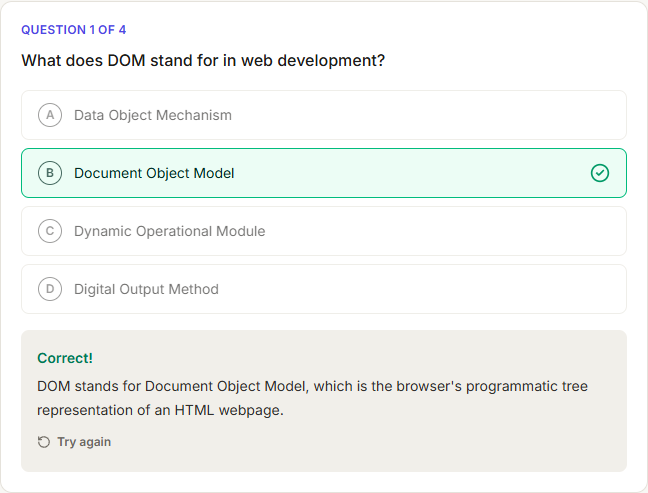 QUESTION 1 OF 4
What does DOM stand for in web development?
A Data Object Mechanism
B Document Object Model
C Dynamic Operational Module
D Digital Output Method
Correct!
DOM stands for Document Object Model, which is the browser's programmatic tree
representation of an HTML webpage.
Try again